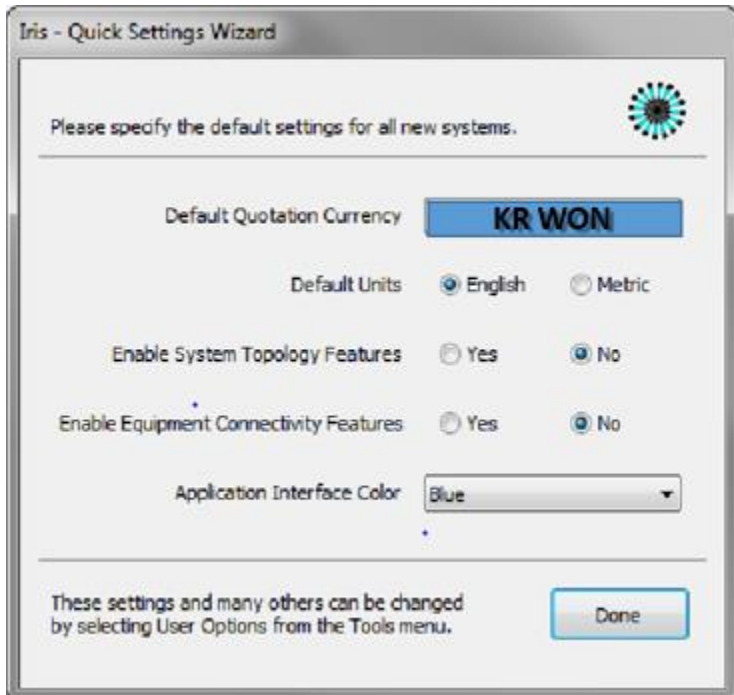 Iris - Quick Settings Wizard
Please specify the default settings for all new systems.
Default Quotation Currency KR WON
Default Units English Metric
Enable System Topology Features Yes No
Enable Equipment Connectivity Features Yes No
Application Interface Color Blue
These settings and many others can be changed
by selecting User Options from the Tools menu.
Done